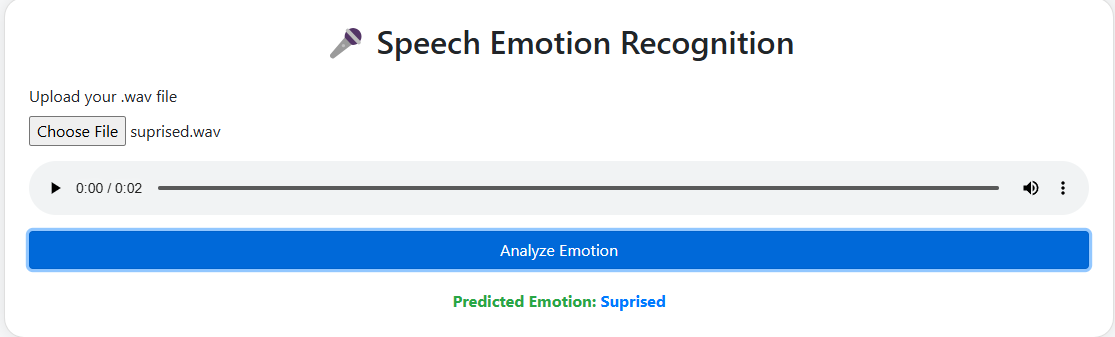 🎤 Speech Emotion Recognition
Upload your .wav file
Choose File suprised.wav
0:00 / 0:02
Analyze Emotion
Predicted Emotion: Suprised